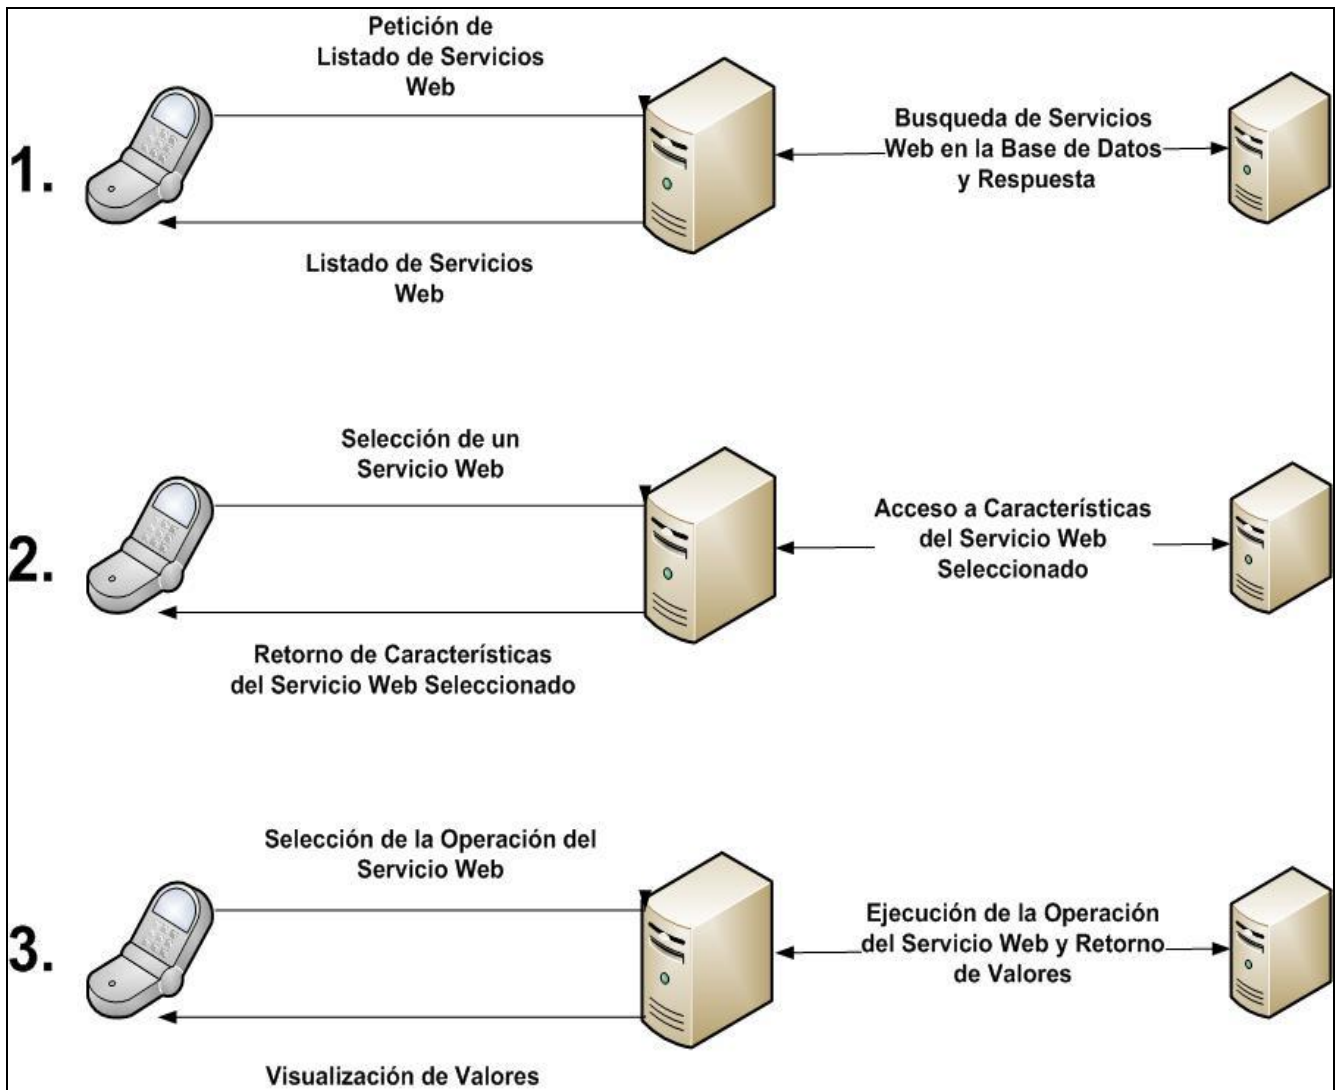 Petición de
Listado de Servicios
Web
1.
Busqueda de Servicios
Web en la Base de Datos
y Respuesta
Listado de Servicios
Web
Selección de un
Servicio Web
2.
Acceso a Características
del Servicio Web
Seleccionado
Retorno de Características
del Servicio Web Seleccionado
Selección de la Operación del
Servicio Web
3.
Ejecución de la Operación
del Servicio Web y Retorno
de Valores
Visualización de Valores